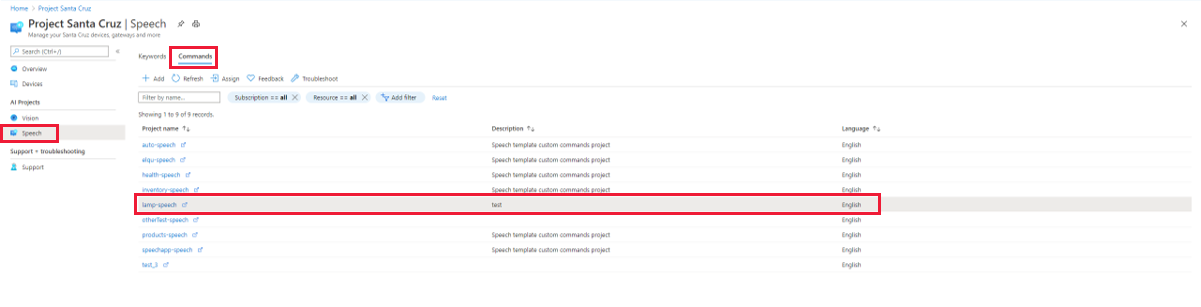 Home > Project Santa Cruz
Project Santa Cruz | Speech
Manage your Santa Cruz devices, gateways and more
Search (Ctrl+/)
Overview
Devices
AI Projects
Vision
Speech
Support + troubleshooting
Support
Keywords Commands
Add Refresh Assign Feedback Troubleshoot
Filter by name... Subscription == all Resource == all Add filter Reset
Showing 1 to 9 of 9 records.
Project name Description Language
auto-speech Speech template custom commands project English
elqu-speech Speech template custom commands project English
health-speech Speech template custom commands project English
inventory-speech Speech template custom commands project English
lamp-speech test English
otherTest-speech English
products-speech Speech template custom commands project English
speechapp-speech Speech template custom commands project English
test_3 English